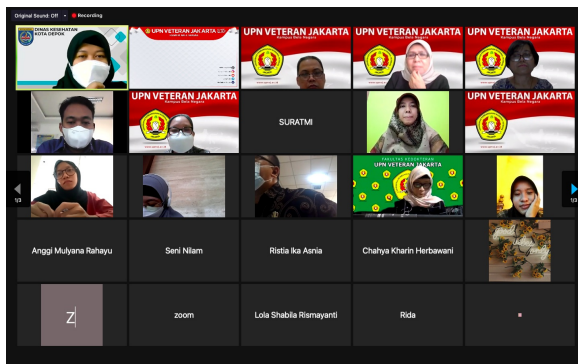 Original Sound: Off
Recording
DINAS KESEHATAN
KOTA DEPOK
UPN VETERAN JAKARTA
UPN VETERAN JAKARTA
Kampus Bela Negara
UPN VETERAN JAKARTA
Kampus Bela Negara
UPN VETERAN JAKARTA
Kampus Bela Negara
UPN VETERAN JAKARTA
Kampus Bela Negara
SURATMI
UPN VETERAN JAKARTA
Kampus Bela Negara
FAKULTAS KEDOKTERAN
UPN VETERAN JAKARTA
1/3
1/3
Anggi Mulyana Rahayu
Seni Nilam
Ristia Ika Asnia
Chahya Kharin Herbawani
Z
zoom
Lola Shabila Rismayanti
Rida